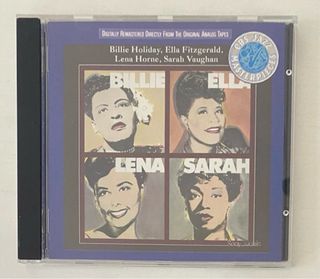 DIGITALLY REMASTERED DIRECTLY FROM THE ORIGINAL ANALOG TAPES
Billie Holiday, Ella Fitzgerald,
Lena Horne, Sarah Vaughan
CBS JAZZ
MASTERPIECES
BILLIE ELLA
LENA SARAH